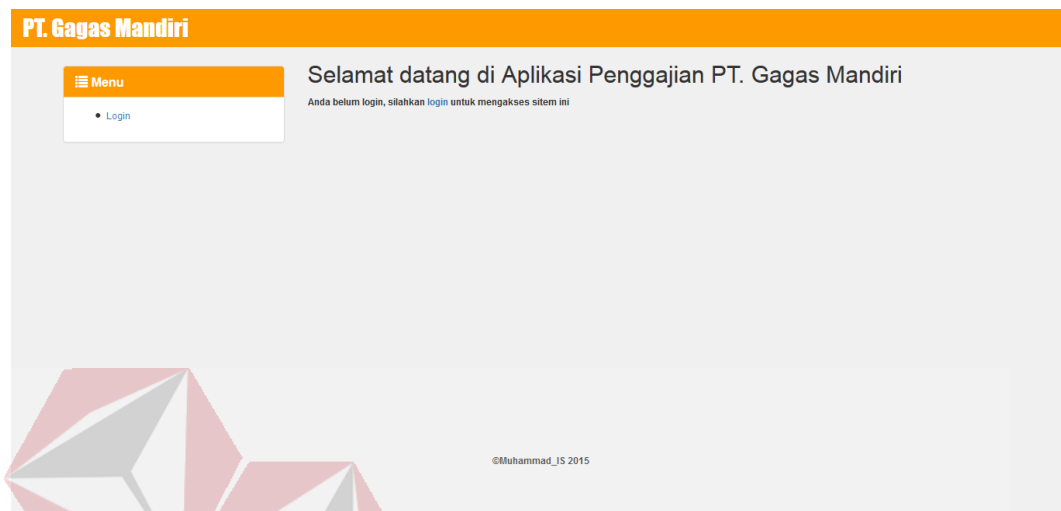 PT. Gagas Mandiri
Menu
Login
Selamat datang di Aplikasi Penggajian PT. Gagas Mandiri
Anda belum login, silahkan login untuk mengakses sitem ini
©Muhammad_IS 2015